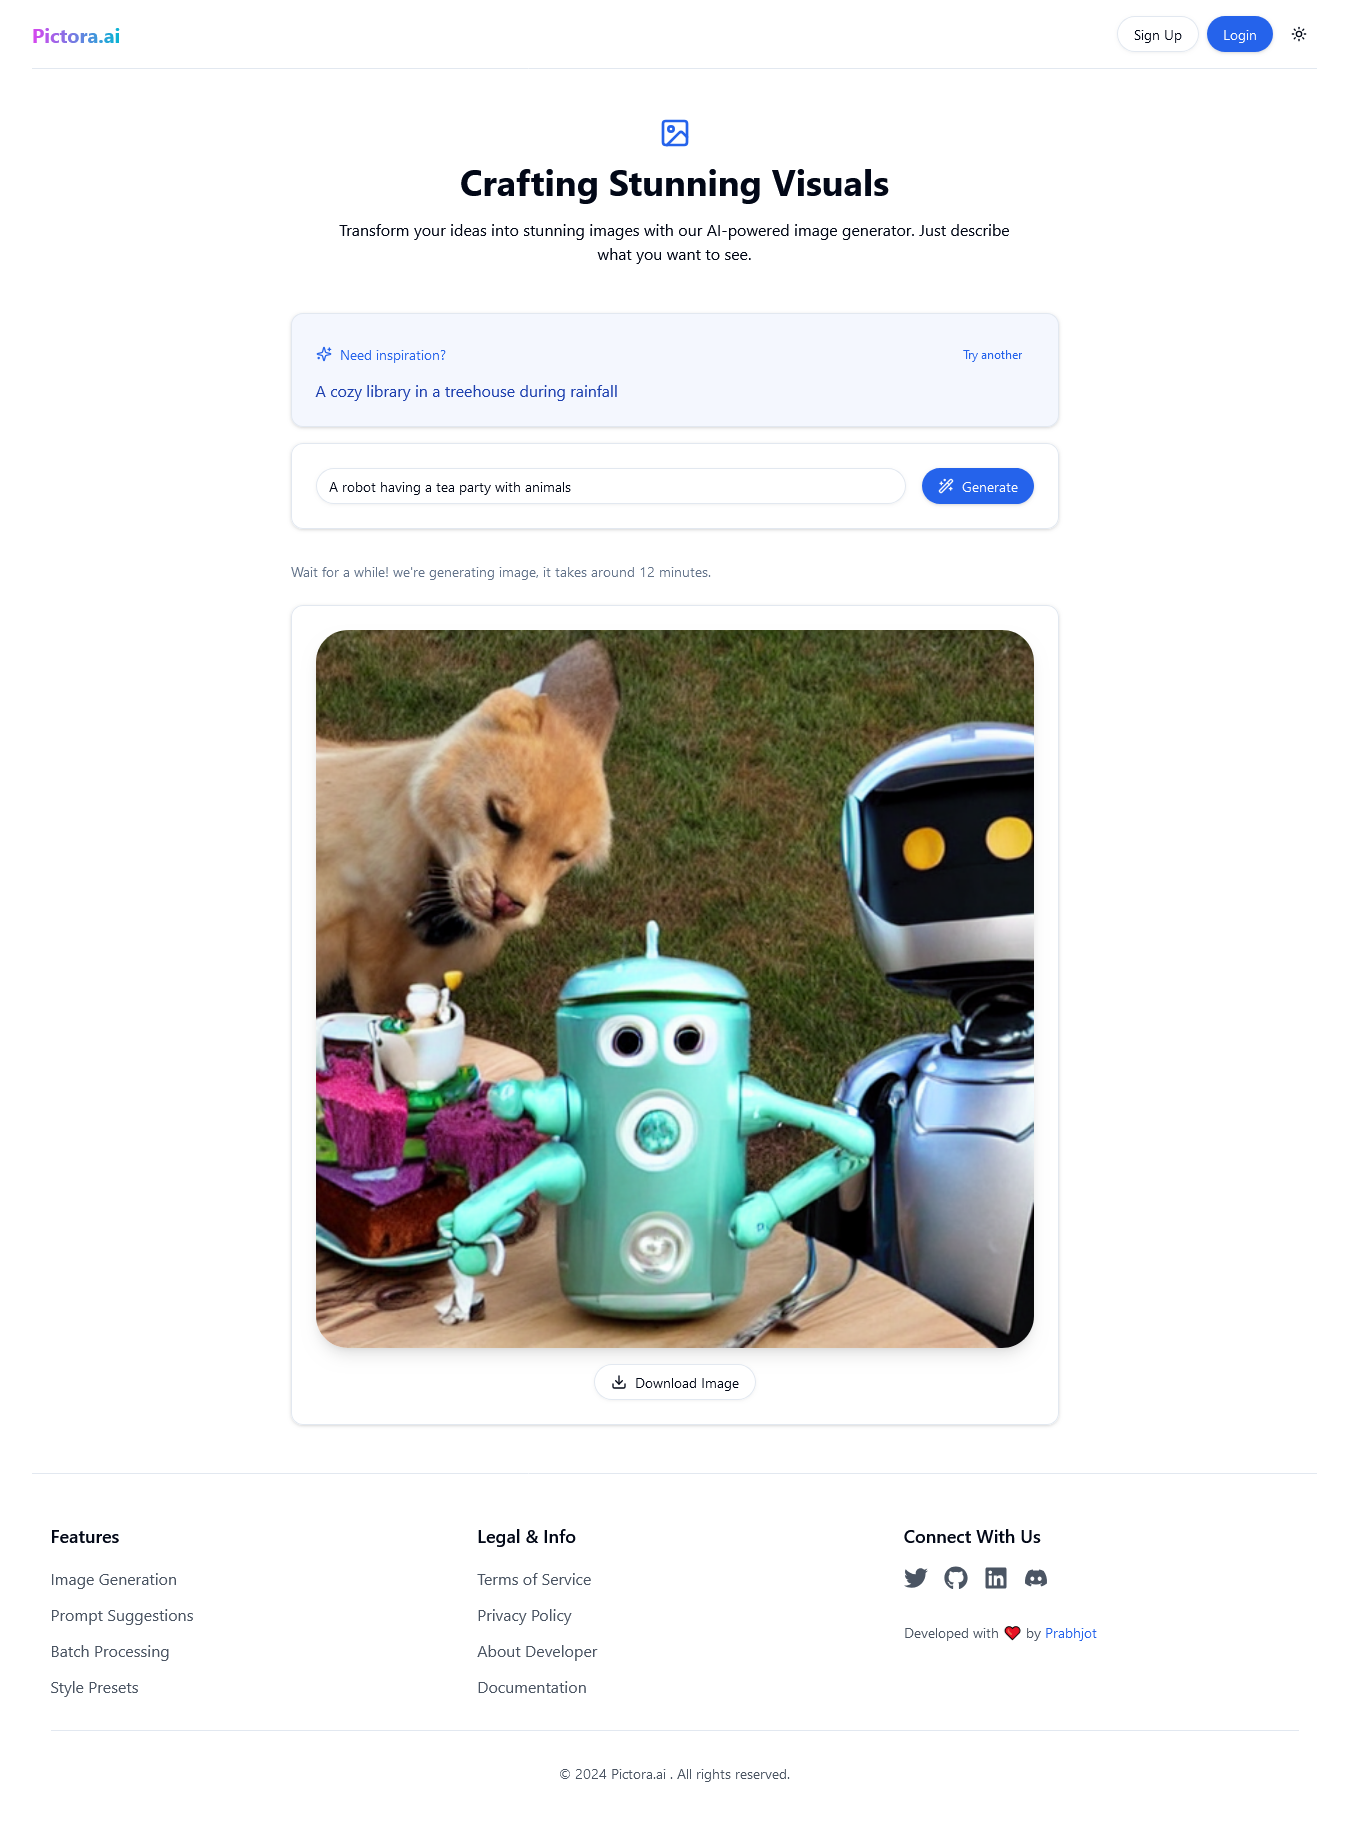 Pictora.ai
Sign Up
Login
Crafting Stunning Visuals
Transform your ideas into stunning images with our AI-powered image generator. Just describe
what you want to see.
Need inspiration?
Try another
A cozy library in a treehouse during rainfall
A robot having a tea party with animals
Generate
Wait for a while! we're generating image, it takes around 12 minutes.
Download Image
Features
Image Generation
Prompt Suggestions
Batch Processing
Style Presets
Legal & Info
Terms of Service
Privacy Policy
About Developer
Documentation
Connect With Us
Developed with ❤️ by Prabhjot
© 2024 Pictora.ai . All rights reserved.